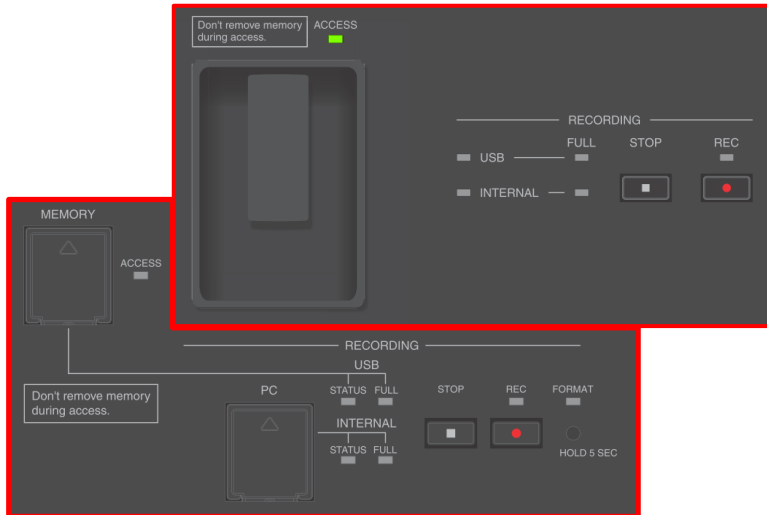 Don't remove memory
during access.
ACCESS
RECORDING
FULL STOP REC
USB
INTERNAL
MEMORY
ACCESS
RECORDING
USB
Don't remove memory
during access.
PC STATUS FULL STOP REC FORMAT
INTERNAL
STATUS FULL
HOLD 5 SEC